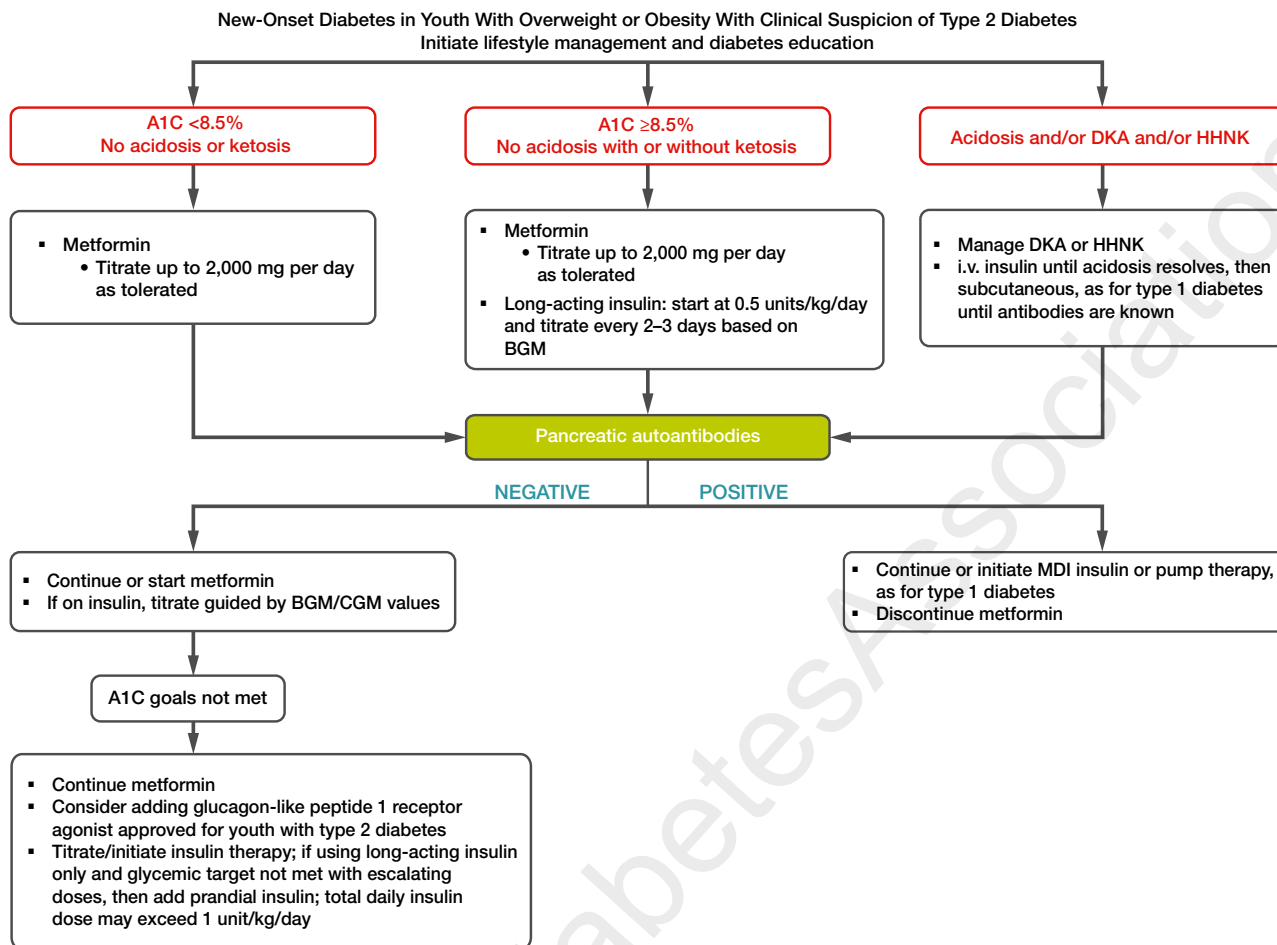 New-Onset Diabetes in Youth With Overweight or Obesity With Clinical Suspicion of Type 2 Diabetes
Initiate lifestyle management and diabetes education
A1C <8.5%
No acidosis or ketosis
A1C ≥8.5%
No acidosis with or without ketosis
Acidosis and/or DKA and/or HHNK
▪ Metformin
• Titrate up to 2,000 mg per day
as tolerated
▪ Metformin
• Titrate up to 2,000 mg per day
as tolerated
▪ Long-acting insulin: start at 0.5 units/kg/day
and titrate every 2–3 days based on
BGM
▪ Manage DKA or HHNK
▪ i.v. insulin until acidosis resolves, then
subcutaneous, as for type 1 diabetes
until antibodies are known
Pancreatic autoantibodies
NEGATIVE
POSITIVE
▪ Continue or start metformin
▪ If on insulin, titrate guided by BGM/CGM values
▪ Continue or initiate MDI insulin or pump therapy,
as for type 1 diabetes
▪ Discontinue metformin
A1C goals not met
▪ Continue metformin
▪ Consider adding glucagon-like peptide 1 receptor
agonist approved for youth with type 2 diabetes
▪ Titrate/initiate insulin therapy; if using long-acting insulin
only and glycemic target not met with escalating
doses, then add prandial insulin; total daily insulin
dose may exceed 1 unit/kg/day
abetesAssociation